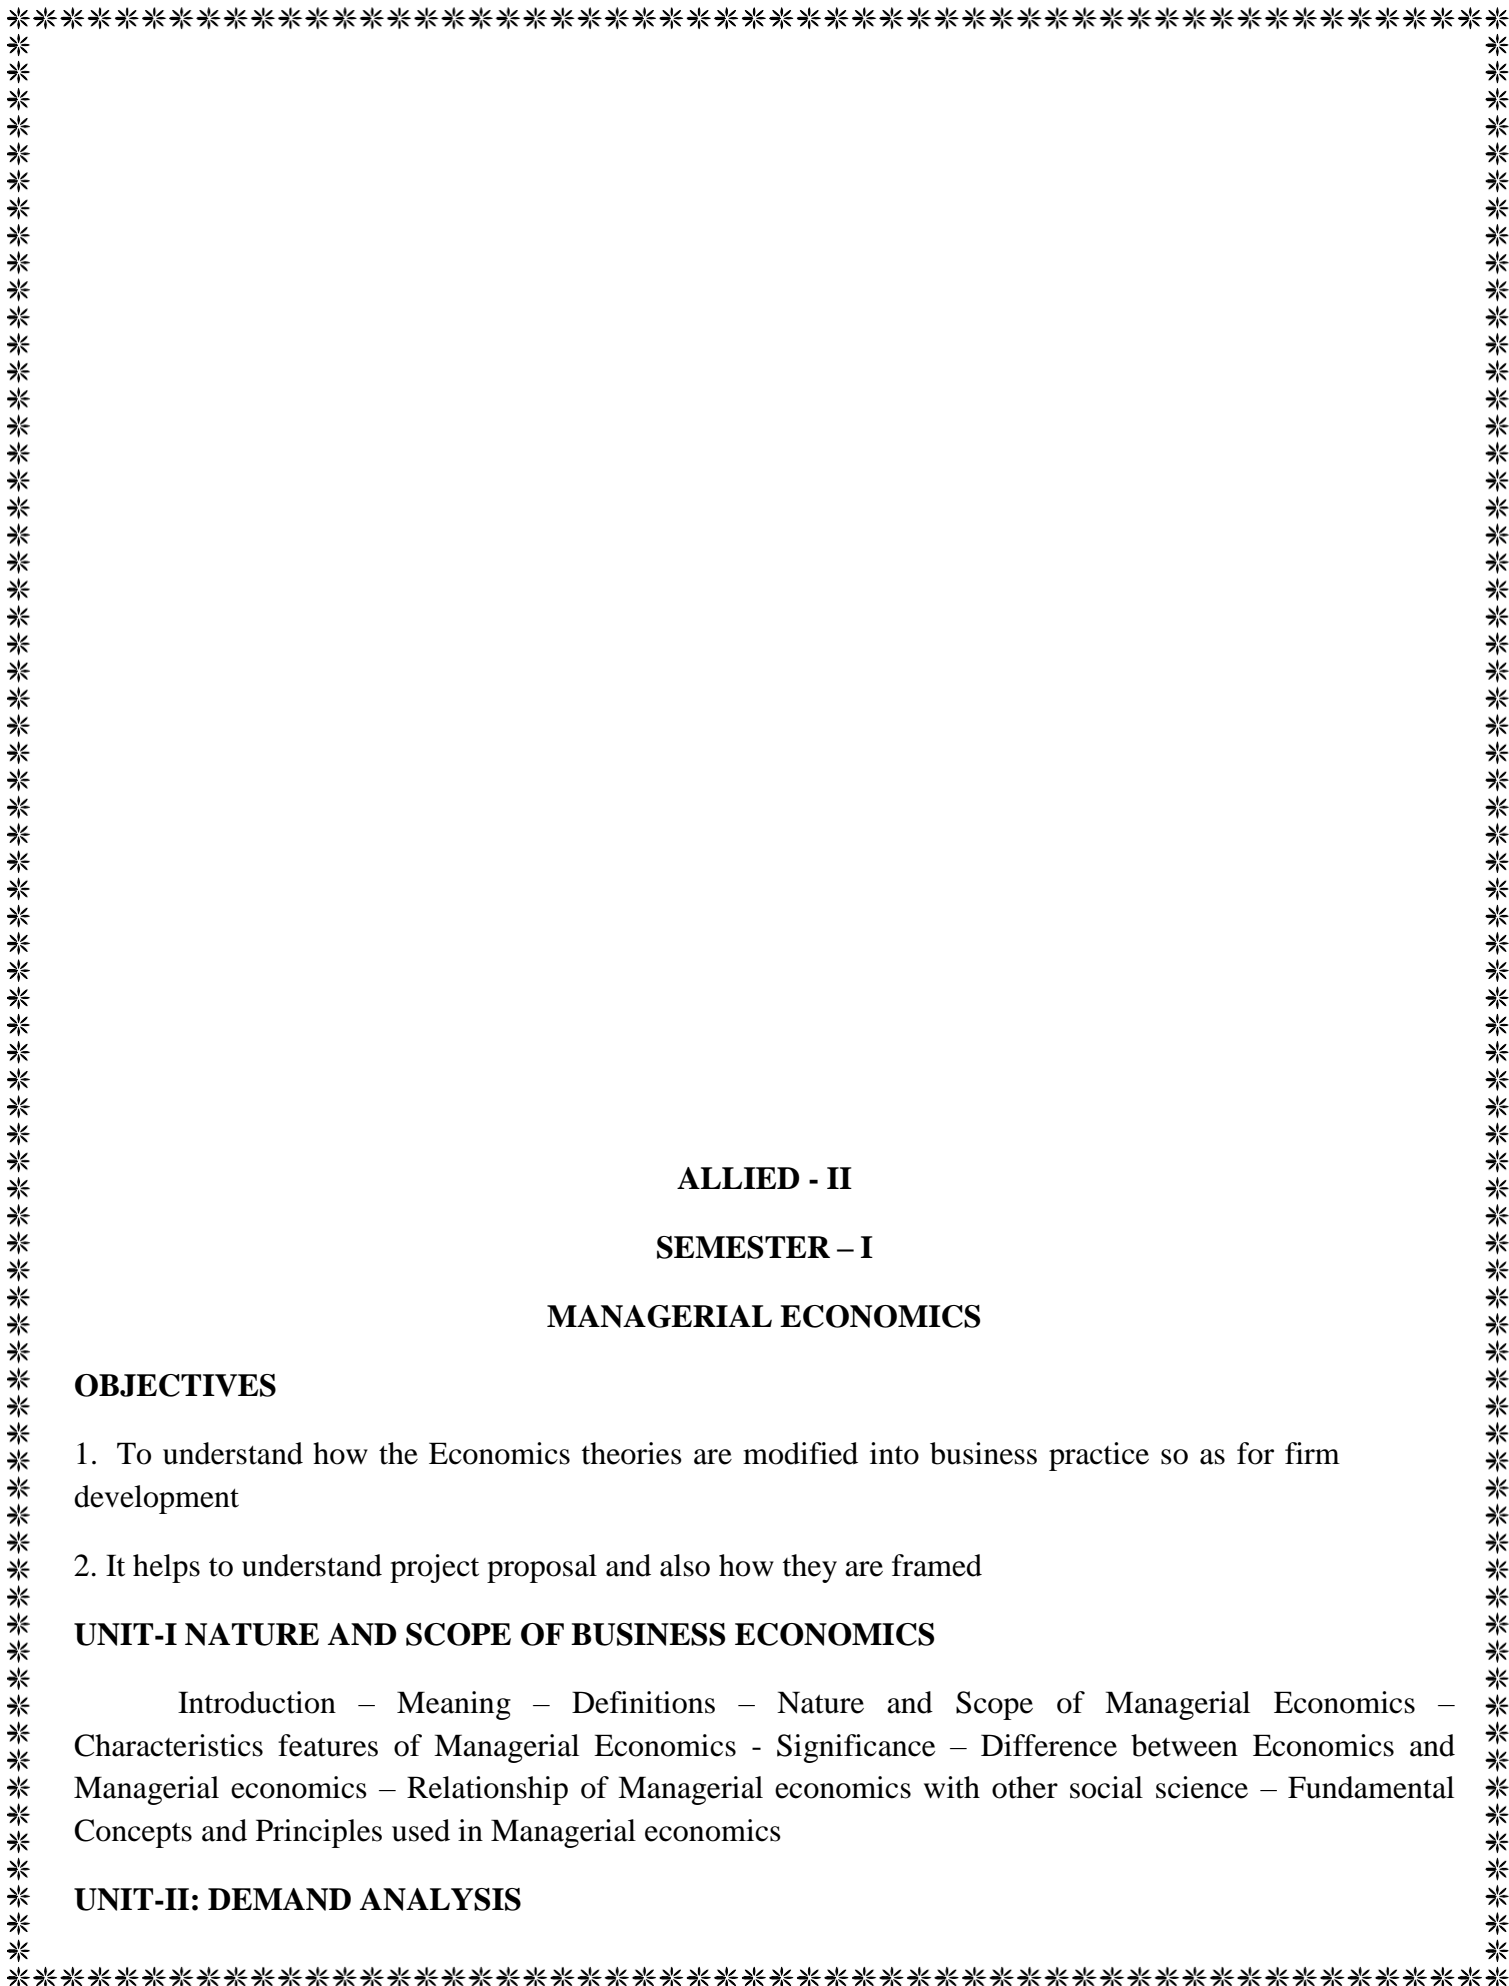 ALLIED - II
SEMESTER – I
MANAGERIAL ECONOMICS
OBJECTIVES
1. To understand how the Economics theories are modified into business practice so as for firm
development
2. It helps to understand project proposal and also how they are framed
UNIT-I NATURE AND SCOPE OF BUSINESS ECONOMICS
Introduction – Meaning – Definitions – Nature and Scope of Managerial Economics –
Characteristics features of Managerial Economics - Significance – Difference between Economics and
Managerial economics – Relationship of Managerial economics with other social science – Fundamental
Concepts and Principles used in Managerial economics
UNIT-II: DEMAND ANALYSIS